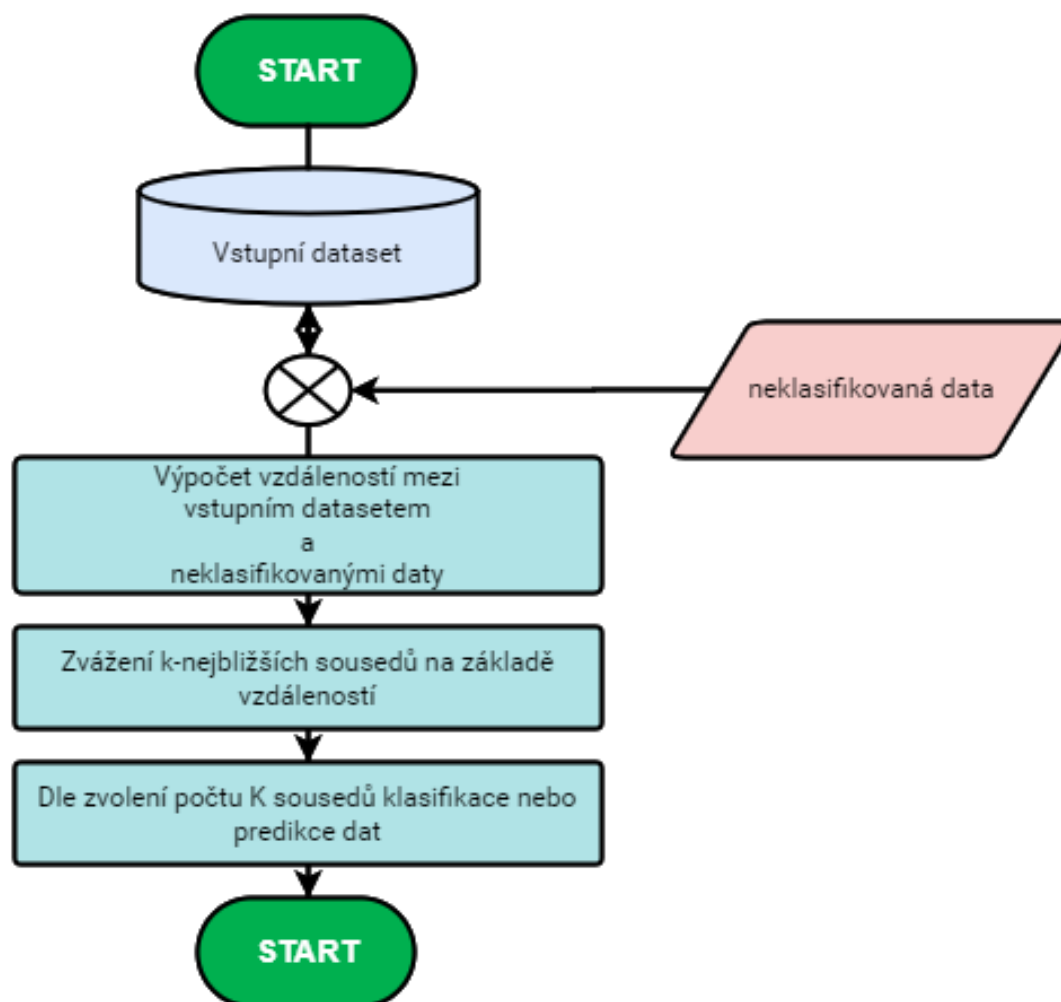 START
Vstupní dataset
neklasifikovaná data
Výpočet vzdáleností mezi
vstupním datasetem
a
neklasifikovanými daty
Zvážení k-nejbližších sousedů na základě
vzdáleností
Dle zvolení počtu K sousedů klasifikace nebo
predikce dat
START